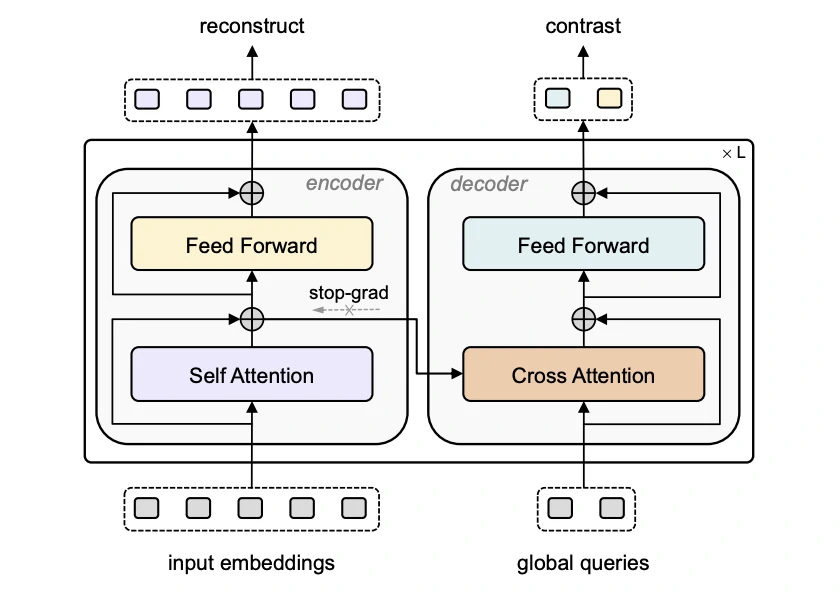 reconstruct
contrast
× L
encoder
decoder
Feed Forward
Feed Forward
stop-grad
Self Attention
Cross Attention
input embeddings
global queries